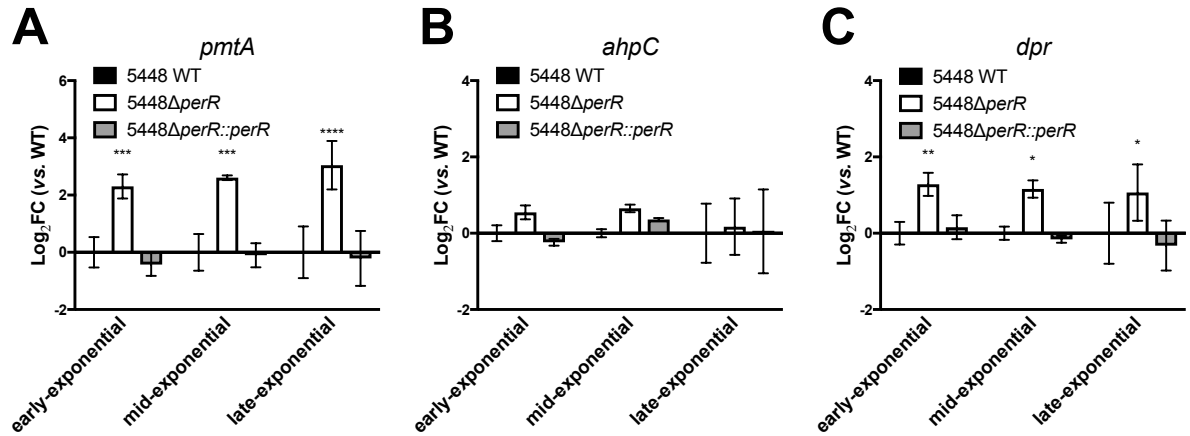 A
pmtA
5448 WT
5448ΔperR
5448ΔperR::perR
Log₂FC (vs. WT)
6
4
2
0
-2
***
***
****
early-exponential
mid-exponential
late-exponential
B
ahpC
5448 WT
5448ΔperR
5448ΔperR::perR
Log₂FC (vs. WT)
4
2
0
-2
early-exponential
mid-exponential
late-exponential
C
dpr
5448 WT
5448ΔperR
5448ΔperR::perR
Log₂FC (vs. WT)
4
2
0
-2
**
*
*
early-exponential
mid-exponential
late-exponential